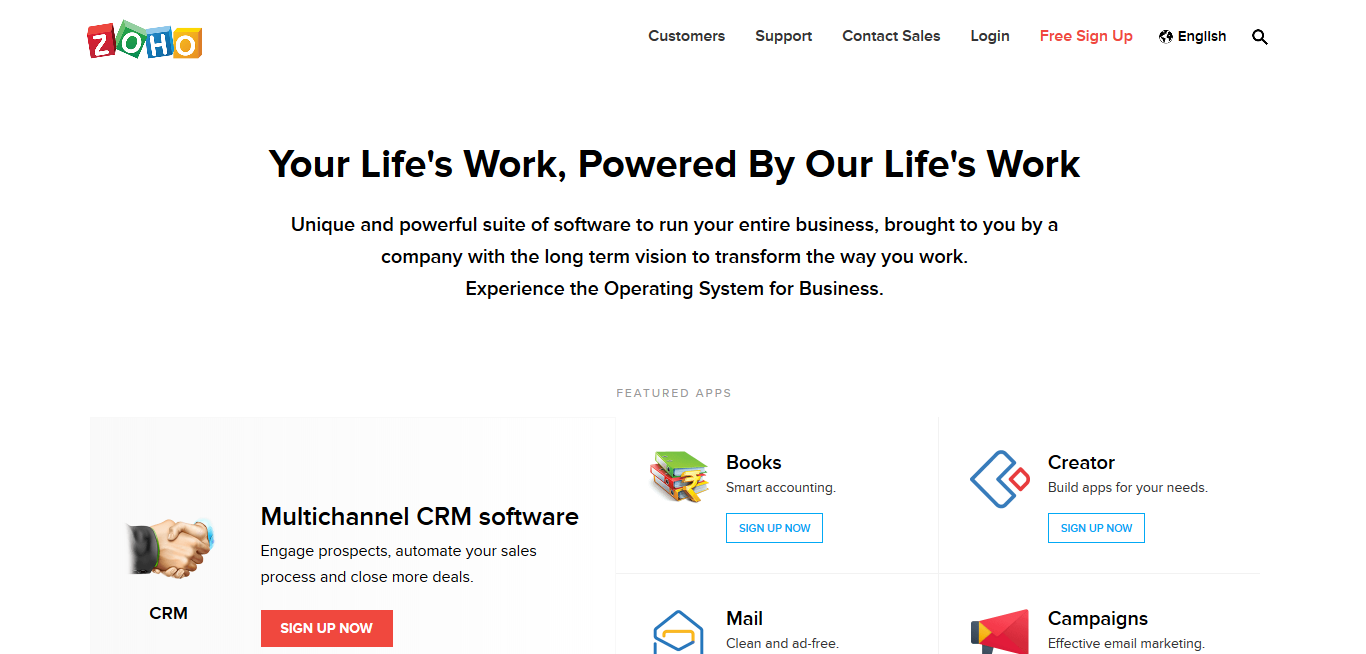 ZOHO
Customers Support Contact Sales Login Free Sign Up English
Your Life's Work, Powered By Our Life's Work
Unique and powerful suite of software to run your entire business, brought to you by a
company with the long term vision to transform the way you work.
Experience the Operating System for Business.
FEATURED APPS
CRM
Multichannel CRM software
Engage prospects, automate your sales
process and close more deals.
SIGN UP NOW
Books
Smart accounting.
SIGN UP NOW
Creator
Build apps for your needs.
SIGN UP NOW
Mail
Clean and ad-free.
Campaigns
Effective email marketing.